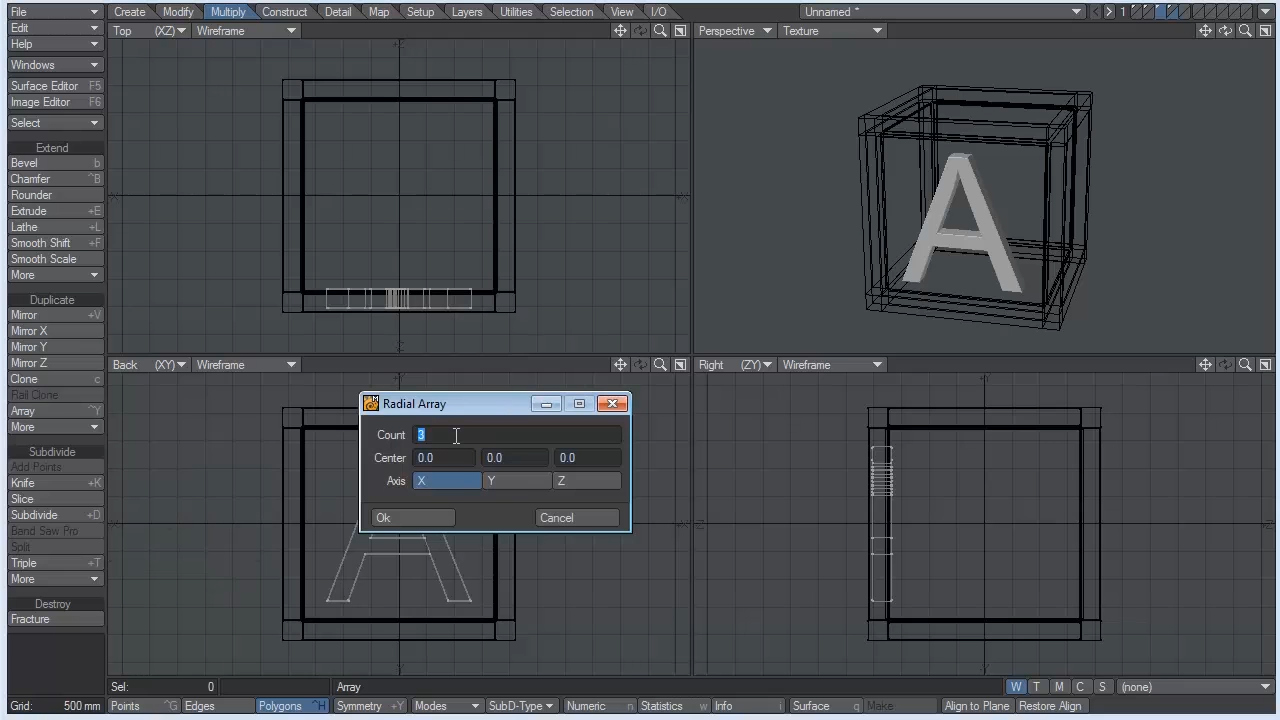 File
Create Modify Multiply Construct Detail Map Setup Layers Utilities Selection View I/O
Unnamed *
1
Edit
Help
Windows
Surface Editor F5
Image Editor F6
Select
Extend
Bevel b
Chamfer ^B
Rounder
Extrude +E
Lathe +L
Smooth Shift +F
Smooth Scale
More
Duplicate
Mirror +V
Mirror X
Mirror Y
Mirror Z
Clone c
Rail Clone
Array ^Y
More
Subdivide
Add Points
Knife +K
Slice
Subdivide +D
Band Saw Pro
Split
Triple +T
More
Destroy
Fracture
Top (XZ) Wireframe
Perspective Texture
A
Back (XY) Wireframe
Right (ZY) Wireframe
Radial Array
Count 3
Center 0.0 0.0 0.0
Axis X Y Z
Ok Cancel
Sel: 0 Array
W T M C S (none)
Grid: 500 mm Points ^G Edges Polygons ^H Symmetry +Y Modes SubD-Type Numeric n Statistics w Info i Surface q Make Align to Plane Restore Align